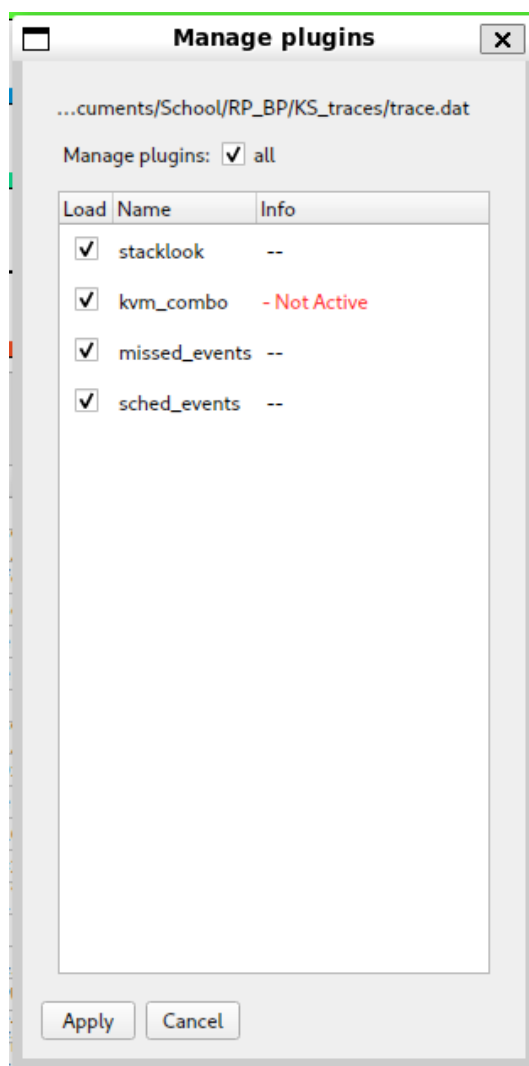 Manage plugins
...cuments/School/RP_BP/KS_traces/trace.dat
Manage plugins: all
Load Name Info
stacklook --
kvm_combo - Not Active
missed_events --
sched_events --
Apply Cancel